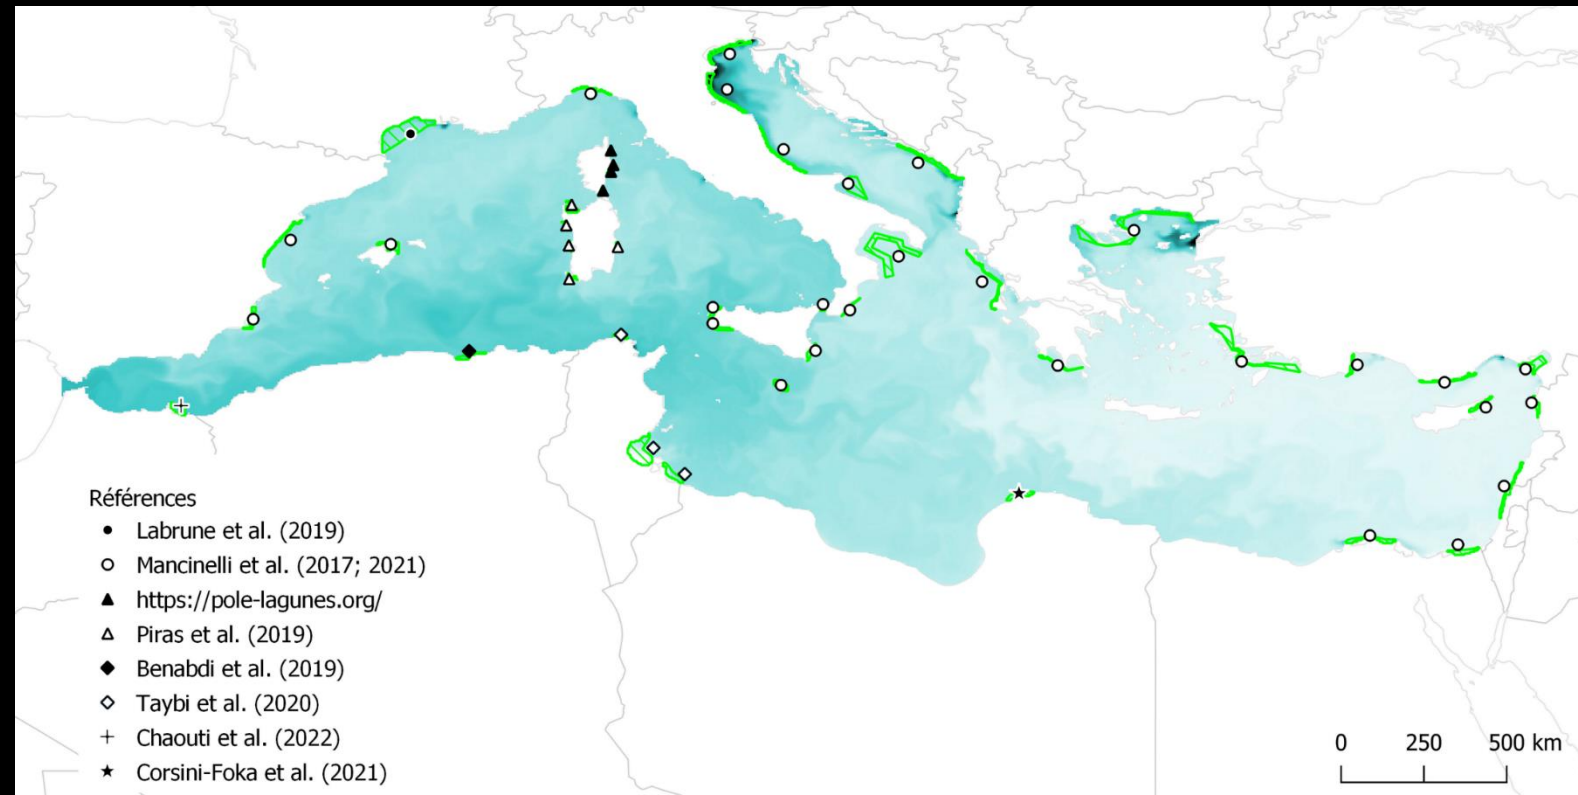 Références
Labrune et al. (2019)
Mancinelli et al. (2017; 2021)
https://pole-lagunes.org/
Piras et al. (2019)
Benabdi et al. (2019)
Taybi et al. (2020)
Chaouti et al. (2022)
Corsini-Foka et al. (2021)
0 250 500 km